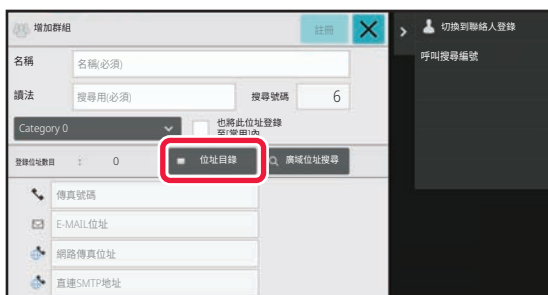 增加群組
註冊
切換到聯絡人登錄
呼叫搜尋編號
名稱
名稱(必須)
讀法
搜尋用(必須)
搜尋號碼
6
Category 0
也將此位址登錄
至[常用]內
登錄位址數目 : 0
位址目錄
廣域位址搜尋
傳真號碼
E-MAIL位址
網路傳真位址
直連SMTP地址